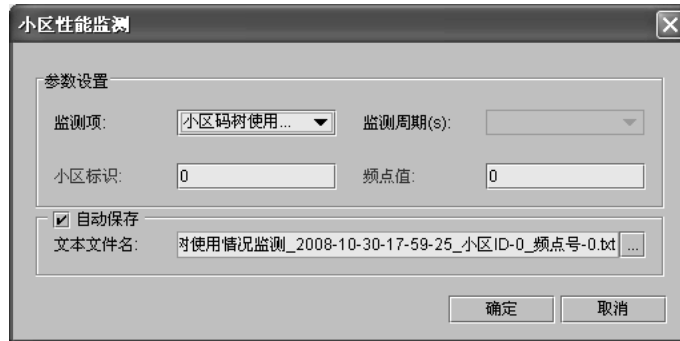 小区性能监测
参数设置
监测项: 小区码树使用... 监测周期(s):
小区标识: 0 频点值: 0
自动保存
文本文件名: 时使用情况监测_2008-10-30-17-59-25_小区ID-0_频点号-0.txt ...
确定 取消